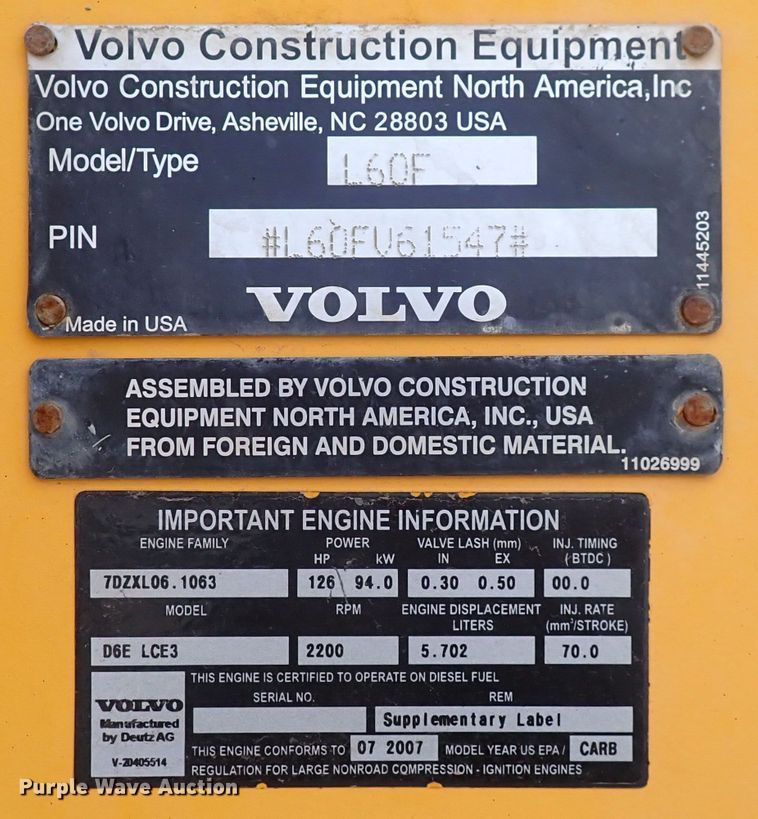 Volvo Construction Equipment
Volvo Construction Equipment North America,Inc
One Volvo Drive, Asheville, NC 28803 USA
Model/Type L60F
PIN #L60FV61547#
11445203
VOLVO
Made in USA
ASSEMBLED BY VOLVO CONSTRUCTION
EQUIPMENT NORTH AMERICA, INC., USA
FROM FOREIGN AND DOMESTIC MATERIAL.
11026999
IMPORTANT ENGINE INFORMATION
ENGINE FAMILY POWER VALVE LASH (mm) INJ. TIMING
HP kW IN EX (BTDC )
7DZXL06.1063 126 94.0 0.30 0.50 00.0
MODEL RPM ENGINE DISPLACEMENT INJ. RATE
LITERS (mm³/STROKE)
D6E LCE3 2200 5.702 70.0
THIS ENGINE IS CERTIFIED TO OPERATE ON DIESEL FUEL
SERIAL NO. REM
Supplementary Label
VOLVO
Manufactured
by Deutz AG
V-20405514
THIS ENGINE CONFORMS TO 07 2007 MODEL YEAR US EPA / CARB
REGULATION FOR LARGE NONROAD COMPRESSION - IGNITION ENGINES
Purple Wave Auction